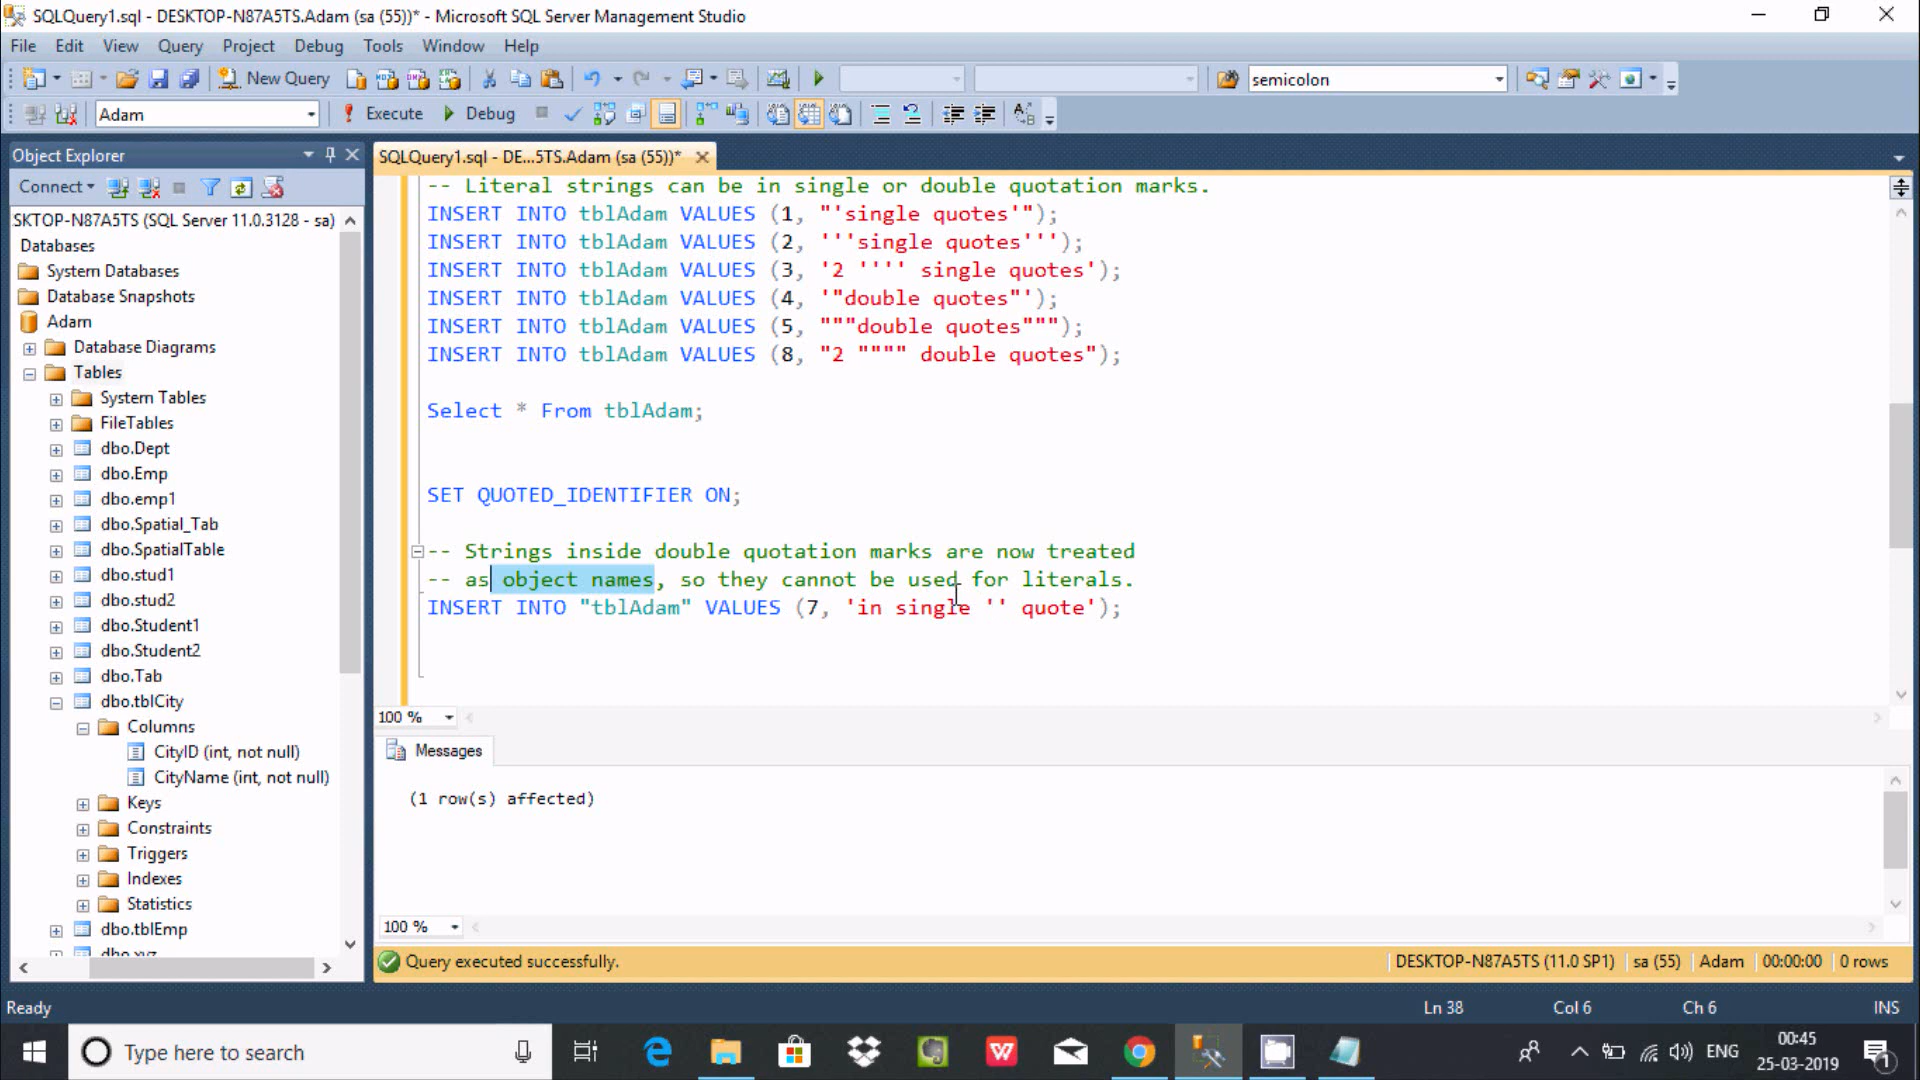 SQLQuery1.sql - DESKTOP-N87A5TS.Adam (sa (55))* - Microsoft SQL Server Management Studio
File Edit View Query Project Debug Tools Window Help
New Query semicolon
Adam Execute Debug
Object Explorer
Connect
SKTOP-N87A5TS (SQL Server 11.0.3128 - sa)
Databases
System Databases
Database Snapshots
Adam
Database Diagrams
Tables
System Tables
FileTables
dbo.Dept
dbo.Emp
dbo.emp1
dbo.Spatial_Tab
dbo.SpatialTable
dbo.stud1
dbo.stud2
dbo.Student1
dbo.Student2
dbo.Tab
dbo.tblCity
Columns
CityID (int, not null)
CityName (int, not null)
Keys
Constraints
Triggers
Indexes
Statistics
dbo.tblEmp
dbo.xyz
SQLQuery1.sql - DE...5TS.Adam (sa (55))*
-- Literal strings can be in single or double quotation marks.
INSERT INTO tblAdam VALUES (1, "'single quotes'");
INSERT INTO tblAdam VALUES (2, '''single quotes''');
INSERT INTO tblAdam VALUES (3, '2 '''' single quotes');
INSERT INTO tblAdam VALUES (4, '"double quotes"');
INSERT INTO tblAdam VALUES (5, """double quotes""");
INSERT INTO tblAdam VALUES (8, "2 """" double quotes");
Select * From tblAdam;
SET QUOTED_IDENTIFIER ON;
-- Strings inside double quotation marks are now treated
-- as object names, so they cannot be used for literals.
INSERT INTO "tblAdam" VALUES (7, 'in single '' quote');
100 %
Messages
(1 row(s) affected)
100 %
Query executed successfully. DESKTOP-N87A5TS (11.0 SP1) sa (55) Adam 00:00:00 0 rows
Ready Ln 38 Col 6 Ch 6 INS
Type here to search ENG 00:45
25-03-2019 1